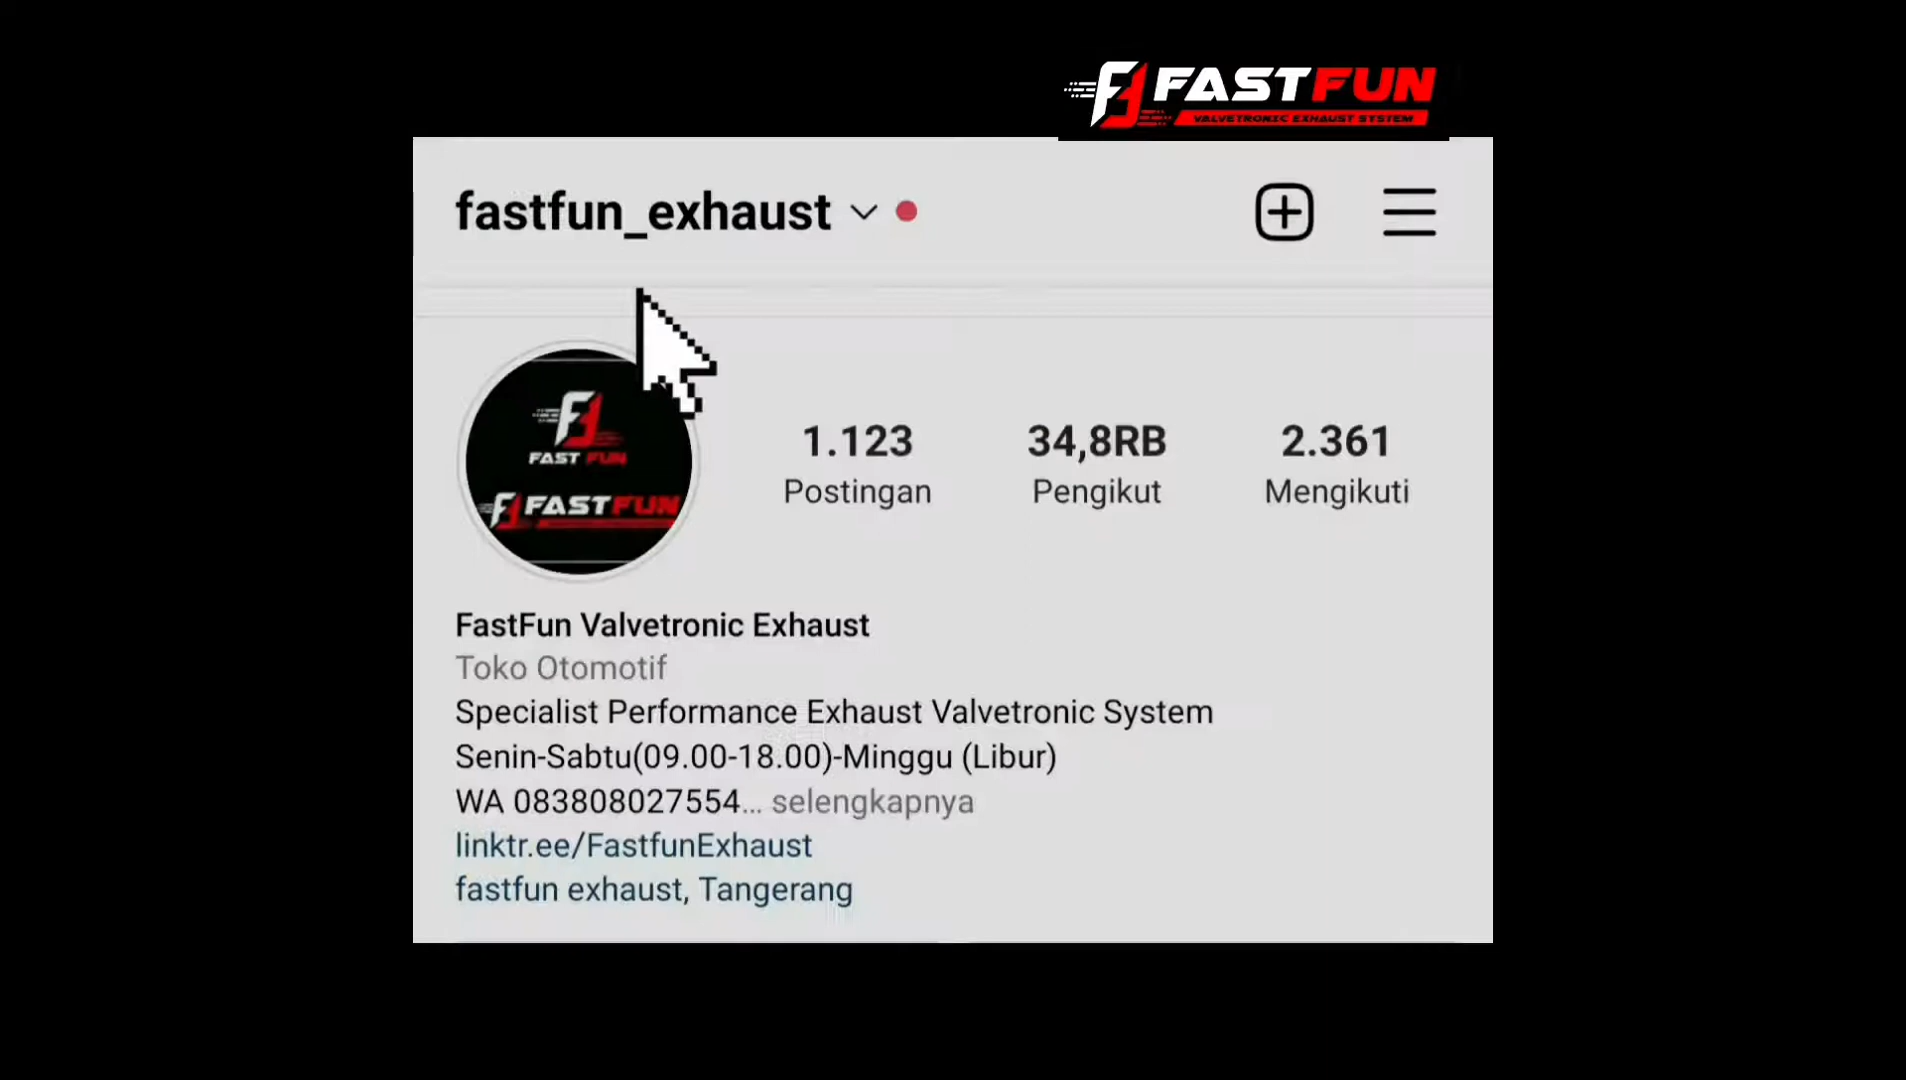 FASTFUN
VALVETRONIC EXHAUST SYSTEM
fastfun_exhaust
1.123 34,8RB 2.361
Postingan Pengikut Mengikuti
FAST FUN
FASTFUN
FastFun Valvetronic Exhaust
Toko Otomotif
Specialist Performance Exhaust Valvetronic System
Senin-Sabtu(09.00-18.00)-Minggu (Libur)
WA 083808027554... selengkapnya
linktr.ee/FastfunExhaust
fastfun exhaust, Tangerang